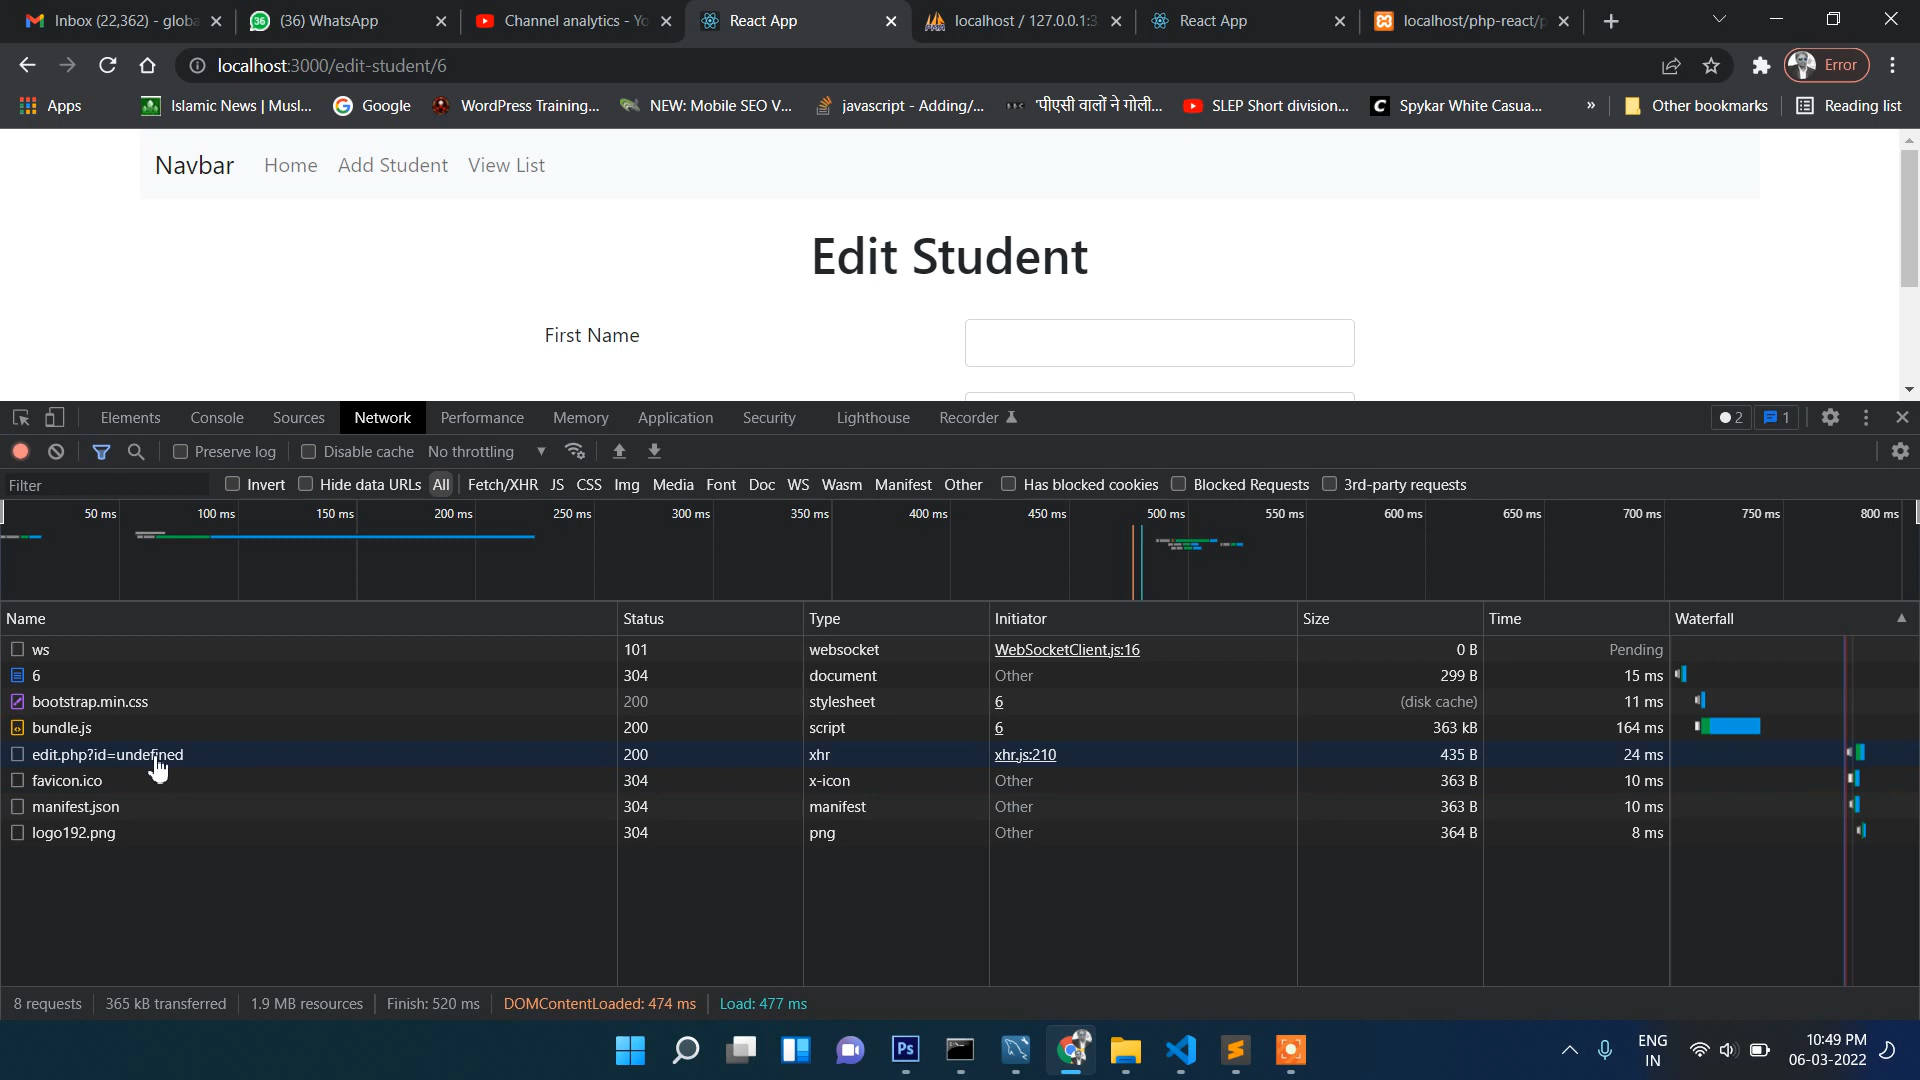 Inbox (22,362) - globa
(36) WhatsApp
Channel analytics - Yo
React App
localhost / 127.0.0.1:3
React App
localhost/php-react/p
localhost:3000/edit-student/6
Error
Apps
Islamic News | Musl...
Google
WordPress Training...
NEW: Mobile SEO V...
javascript - Adding/...
'पीएसी वालों ने गोली...
SLEP Short division...
Spykar White Casua...
»
Other bookmarks
Reading list
Navbar
Home
Add Student
View List
Edit Student
First Name
Elements
Console
Sources
Network
Performance
Memory
Application
Security
Lighthouse
Recorder
2
1
Preserve log
Disable cache
No throttling
Filter
Invert
Hide data URLs
All
Fetch/XHR
JS
CSS
Img
Media
Font
Doc
WS
Wasm
Manifest
Other
Has blocked cookies
Blocked Requests
3rd-party requests
50 ms
100 ms
150 ms
200 ms
250 ms
300 ms
350 ms
400 ms
450 ms
500 ms
550 ms
600 ms
650 ms
700 ms
750 ms
800 ms
Name Status Type Initiator Size Time Waterfall
ws 101 websocket WebSocketClient.js:16 0 B Pending
6 304 document Other 299 B 15 ms
bootstrap.min.css 200 stylesheet 6 (disk cache) 11 ms
bundle.js 200 script 6 363 kB 164 ms
edit.php?id=undefined 200 xhr xhr.js:210 435 B 24 ms
favicon.ico 304 x-icon Other 363 B 10 ms
manifest.json 304 manifest Other 363 B 10 ms
logo192.png 304 png Other 364 B 8 ms
8 requests
365 kB transferred
1.9 MB resources
Finish: 520 ms
DOMContentLoaded: 474 ms
Load: 477 ms
Ps
ENG
IN
10:49 PM
06-03-2022